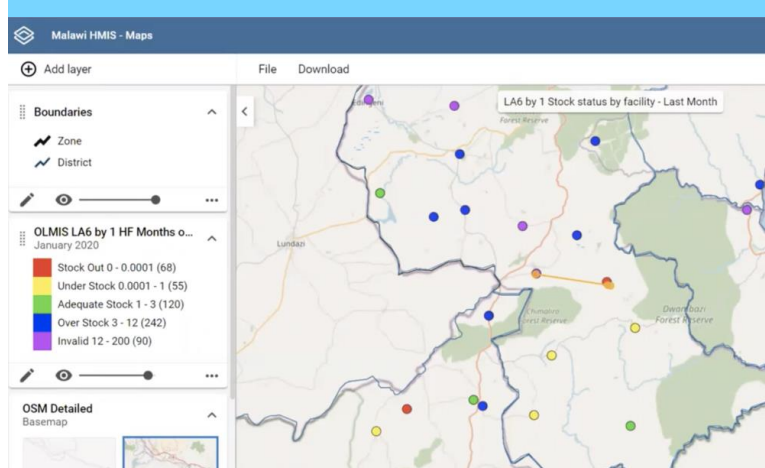 Malawi HMIS - Maps
Add layer
File Download
Boundaries
Zone
District
OLMIS LA6 by 1 HF Months o...
January 2020
Stock Out 0 - 0.0001 (68)
Under Stock 0.0001 - 1 (55)
Adequate Stock 1 - 3 (120)
Over Stock 3 - 12 (242)
Invalid 12 - 200 (90)
OSM Detailed
Basemap
LA6 by 1 Stock status by facility - Last Month
Forest Reserve
Lundazi
Forest Reserve
Forest Reserve